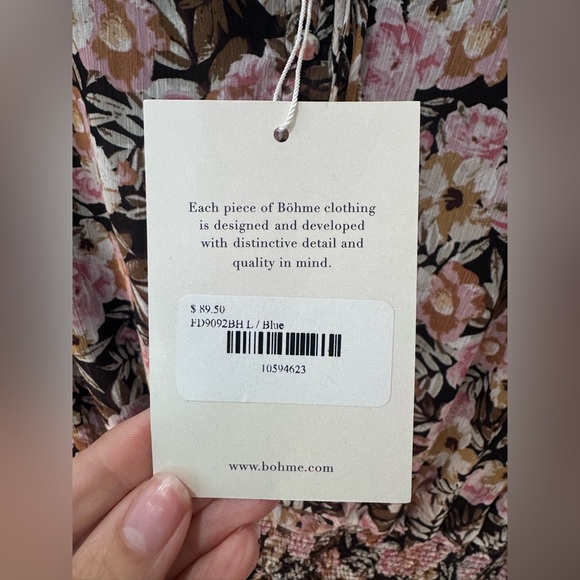 Each piece of Böhme clothing
is designed and developed
with distinctive detail and
quality in mind.
$ 89.50
FD9092BH L / Blue
10594623
www.bohme.com